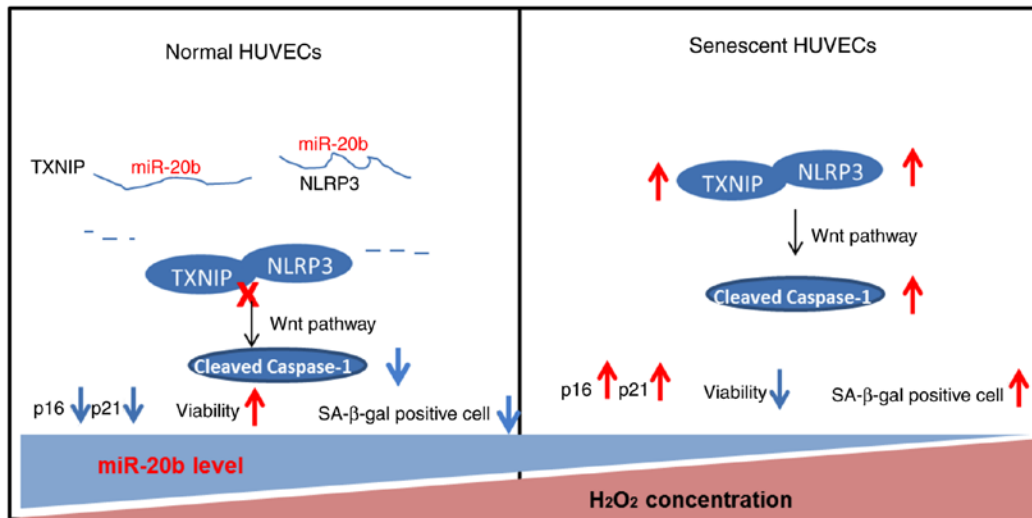 Normal HUVECs
Senescent HUVECs
TXNIP
miR-20b
miR-20b
NLRP3
TXNIP
NLRP3
Wnt pathway
Cleaved Caspase-1
p16
p21
Viability
SA-β-gal positive cell
TXNIP
NLRP3
Wnt pathway
Cleaved Caspase-1
p16
p21
Viability
SA-β-gal positive cell
miR-20b level
H₂O₂ concentration